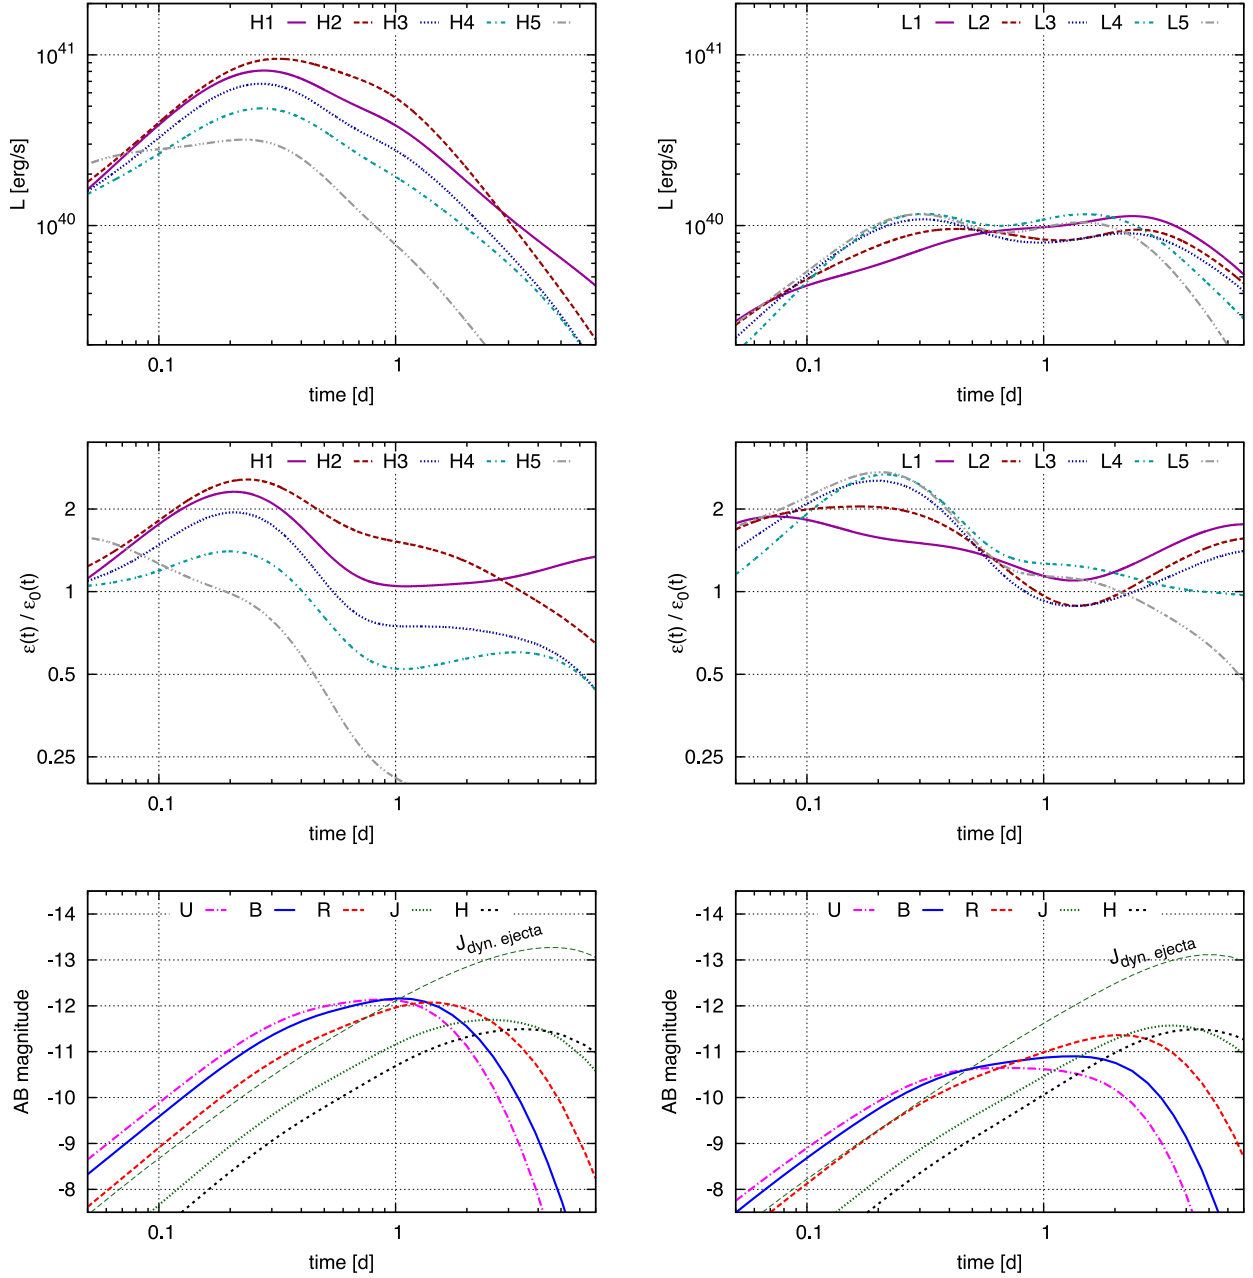 H1 H2 H3 H4 H5
10^41
10^40
L [erg/s]
0.1 1
time [d]
L1 L2 L3 L4 L5
10^41
10^40
L [erg/s]
0.1 1
time [d]
H1 H2 H3 H4 H5
2
1
0.5
0.25
ε(t) / ε₀(t)
0.1 1
time [d]
L1 L2 L3 L4 L5
2
1
0.5
0.25
ε(t) / ε₀(t)
0.1 1
time [d]
U B R J H
-14
-13
-12
-11
-10
-9
-8
AB magnitude
J_dyn. ejecta
0.1 1
time [d]
U B R J H
-14
-13
-12
-11
-10
-9
-8
AB magnitude
J_dyn. ejecta
0.1 1
time [d]